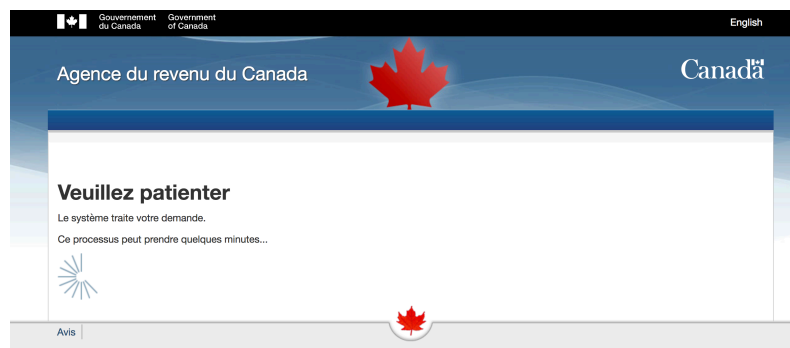 Gouvernement Government
du Canada of Canada
English
Agence du revenu du Canada
Canada
Veuillez patienter
Le système traite votre demande.
Ce processus peut prendre quelques minutes...
Avis